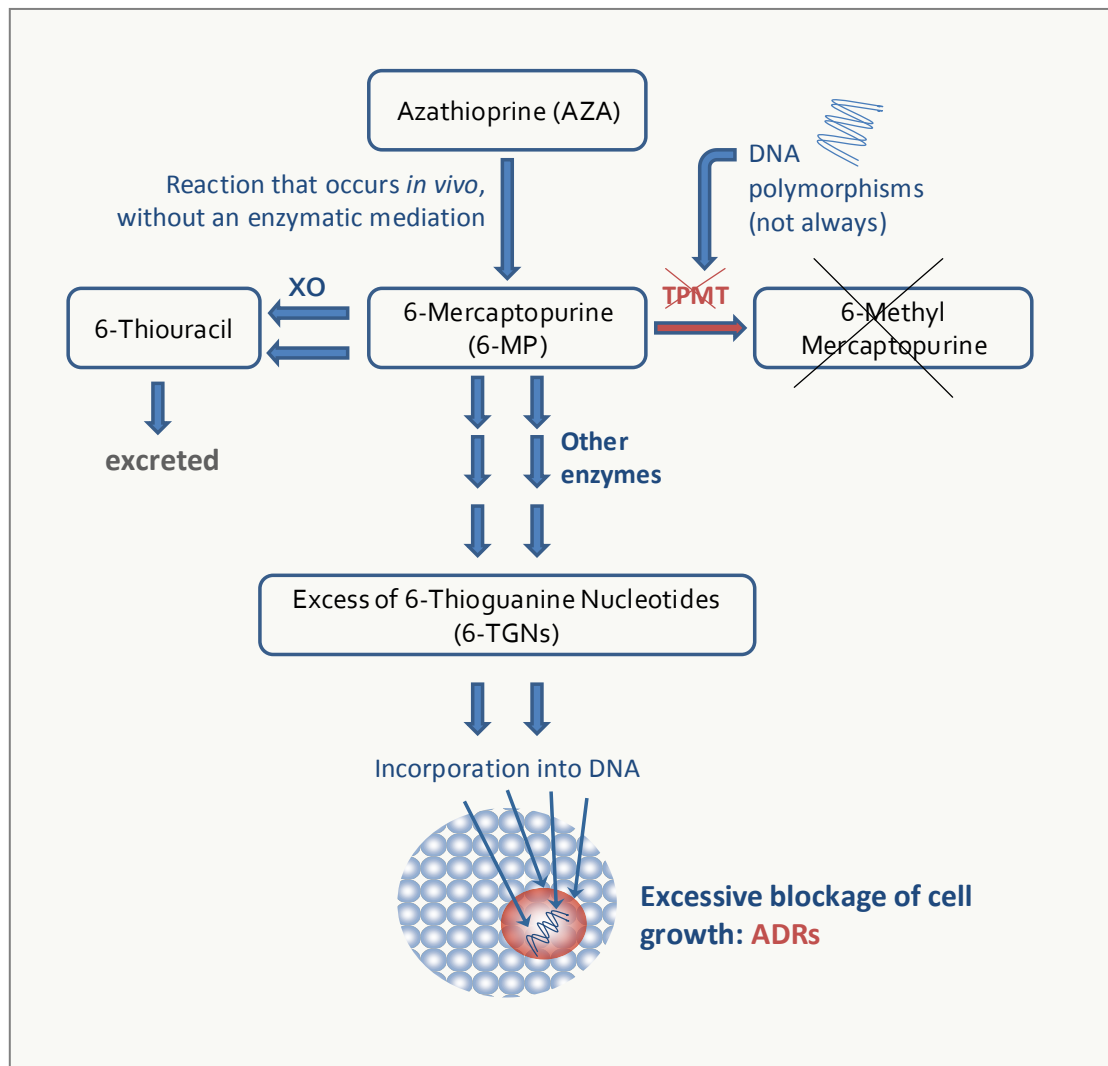 Azathioprine (AZA)
Reaction that occurs in vivo,
without an enzymatic mediation
DNA
polymorphisms
(not always)
XO
TPMT
6-Thiouracil
6-Mercaptopurine
(6-MP)
6-Methyl
Mercaptopurine
excreted
Other
enzymes
Excess of 6-Thioguanine Nucleotides
(6-TGNs)
Incorporation into DNA
Excessive blockage of cell
growth: ADRs